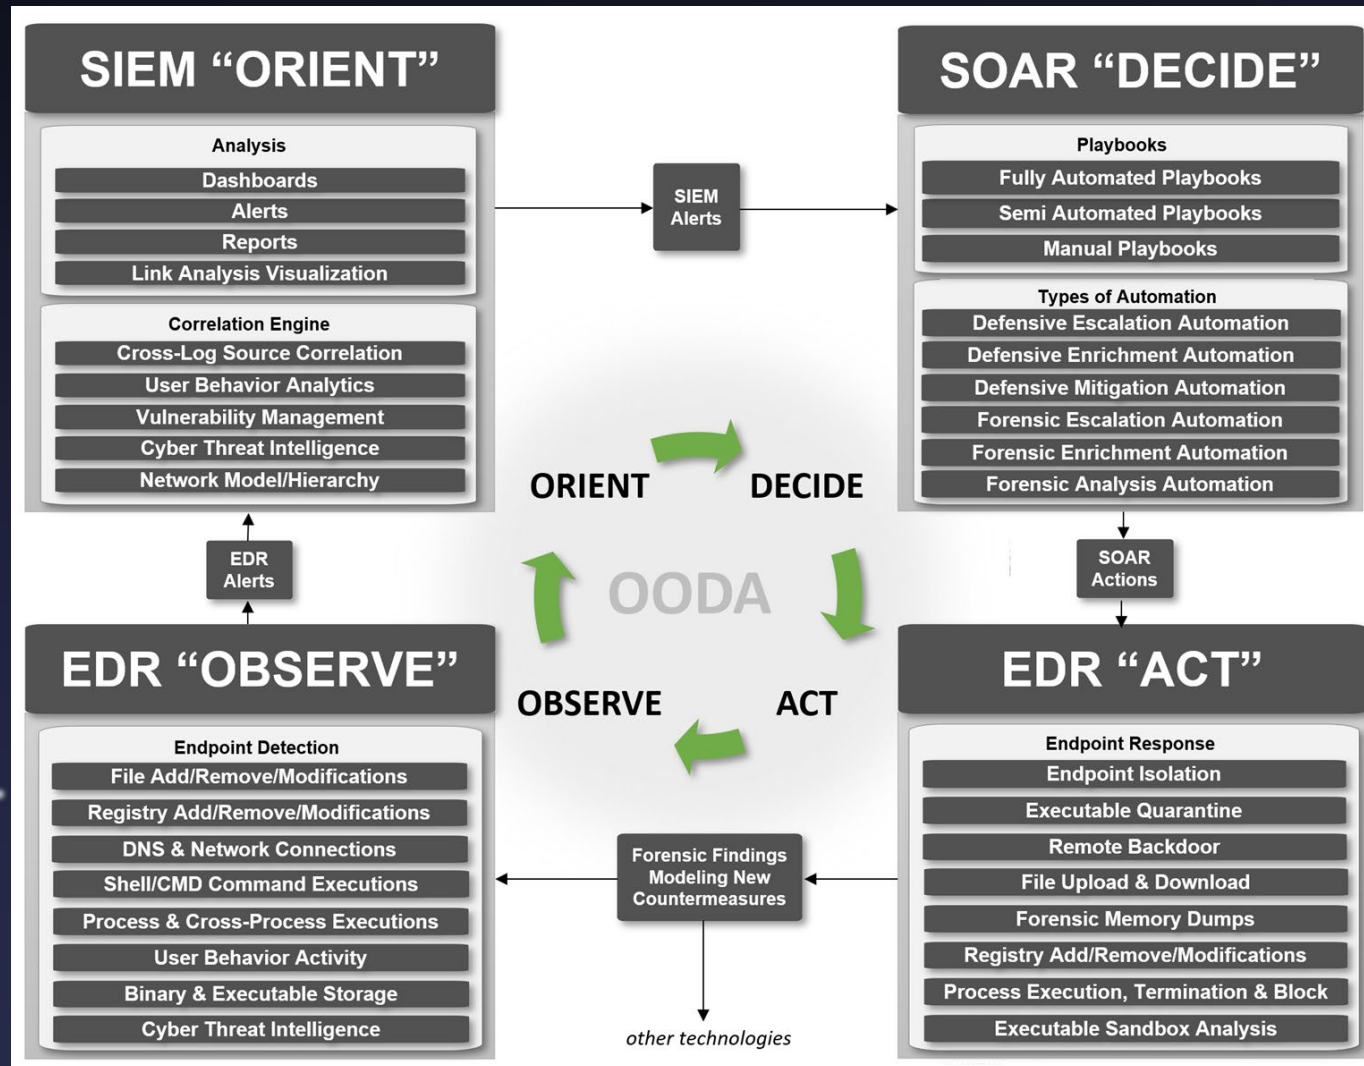 SIEM “ORIENT”
Analysis
Dashboards
Alerts
Reports
Link Analysis Visualization
Correlation Engine
Cross-Log Source Correlation
User Behavior Analytics
Vulnerability Management
Cyber Threat Intelligence
Network Model/Hierarchy
SIEM
Alerts
SOAR “DECIDE”
Playbooks
Fully Automated Playbooks
Semi Automated Playbooks
Manual Playbooks
Types of Automation
Defensive Escalation Automation
Defensive Enrichment Automation
Defensive Mitigation Automation
Forensic Escalation Automation
Forensic Enrichment Automation
Forensic Analysis Automation
ORIENT
DECIDE
OODA
OBSERVE
ACT
EDR
Alerts
SOAR
Actions
EDR “OBSERVE”
Endpoint Detection
File Add/Remove/Modifications
Registry Add/Remove/Modifications
DNS & Network Connections
Shell/CMD Command Executions
Process & Cross-Process Executions
User Behavior Activity
Binary & Executable Storage
Cyber Threat Intelligence
Forensic Findings
Modeling New
Countermeasures
other technologies
EDR “ACT”
Endpoint Response
Endpoint Isolation
Executable Quarantine
Remote Backdoor
File Upload & Download
Forensic Memory Dumps
Registry Add/Remove/Modifications
Process Execution, Termination & Block
Executable Sandbox Analysis